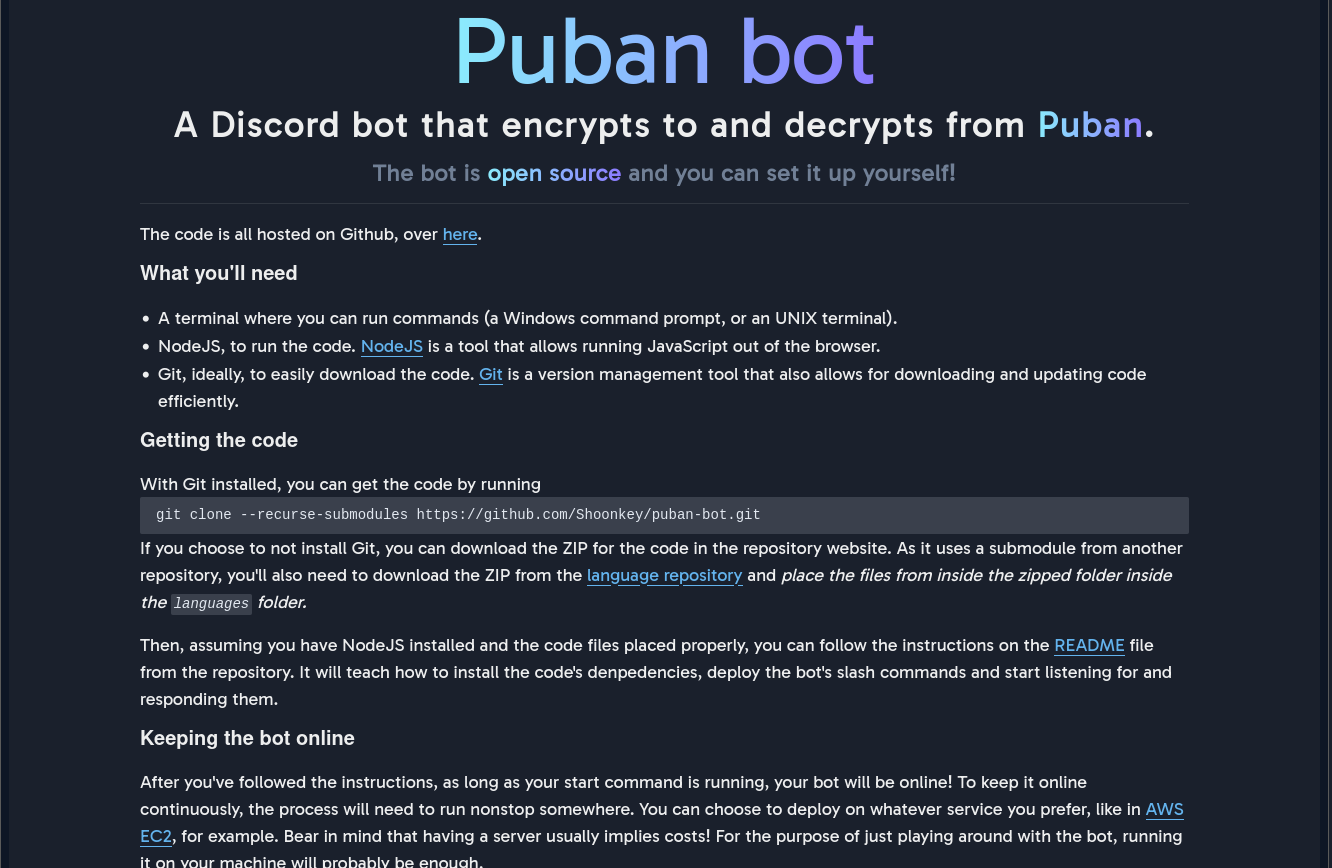 Puban bot
A Discord bot that encrypts to and decrypts from Puban.
The bot is open source and you can set it up yourself!
The code is all hosted on Github, over here.
What you'll need
• A terminal where you can run commands (a Windows command prompt, or an UNIX terminal).
• NodeJS, to run the code. NodeJS is a tool that allows running JavaScript out of the browser.
• Git, ideally, to easily download the code. Git is a version management tool that also allows for downloading and updating code
efficiently.
Getting the code
With Git installed, you can get the code by running
git clone --recurse-submodules https://github.com/Shoonkey/puban-bot.git
If you choose to not install Git, you can download the ZIP for the code in the repository website. As it uses a submodule from another
repository, you'll also need to download the ZIP from the language repository and place the files from inside the zipped folder inside
the languages folder.
Then, assuming you have NodeJS installed and the code files placed properly, you can follow the instructions on the README file
from the repository. It will teach how to install the code's denpedencies, deploy the bot's slash commands and start listening for and
responding them.
Keeping the bot online
After you've followed the instructions, as long as your start command is running, your bot will be online! To keep it online
continuously, the process will need to run nonstop somewhere. You can choose to deploy on whatever service you prefer, like in AWS
EC2, for example. Bear in mind that having a server usually implies costs! For the purpose of just playing around with the bot, running
it on your machine will probably be enough.